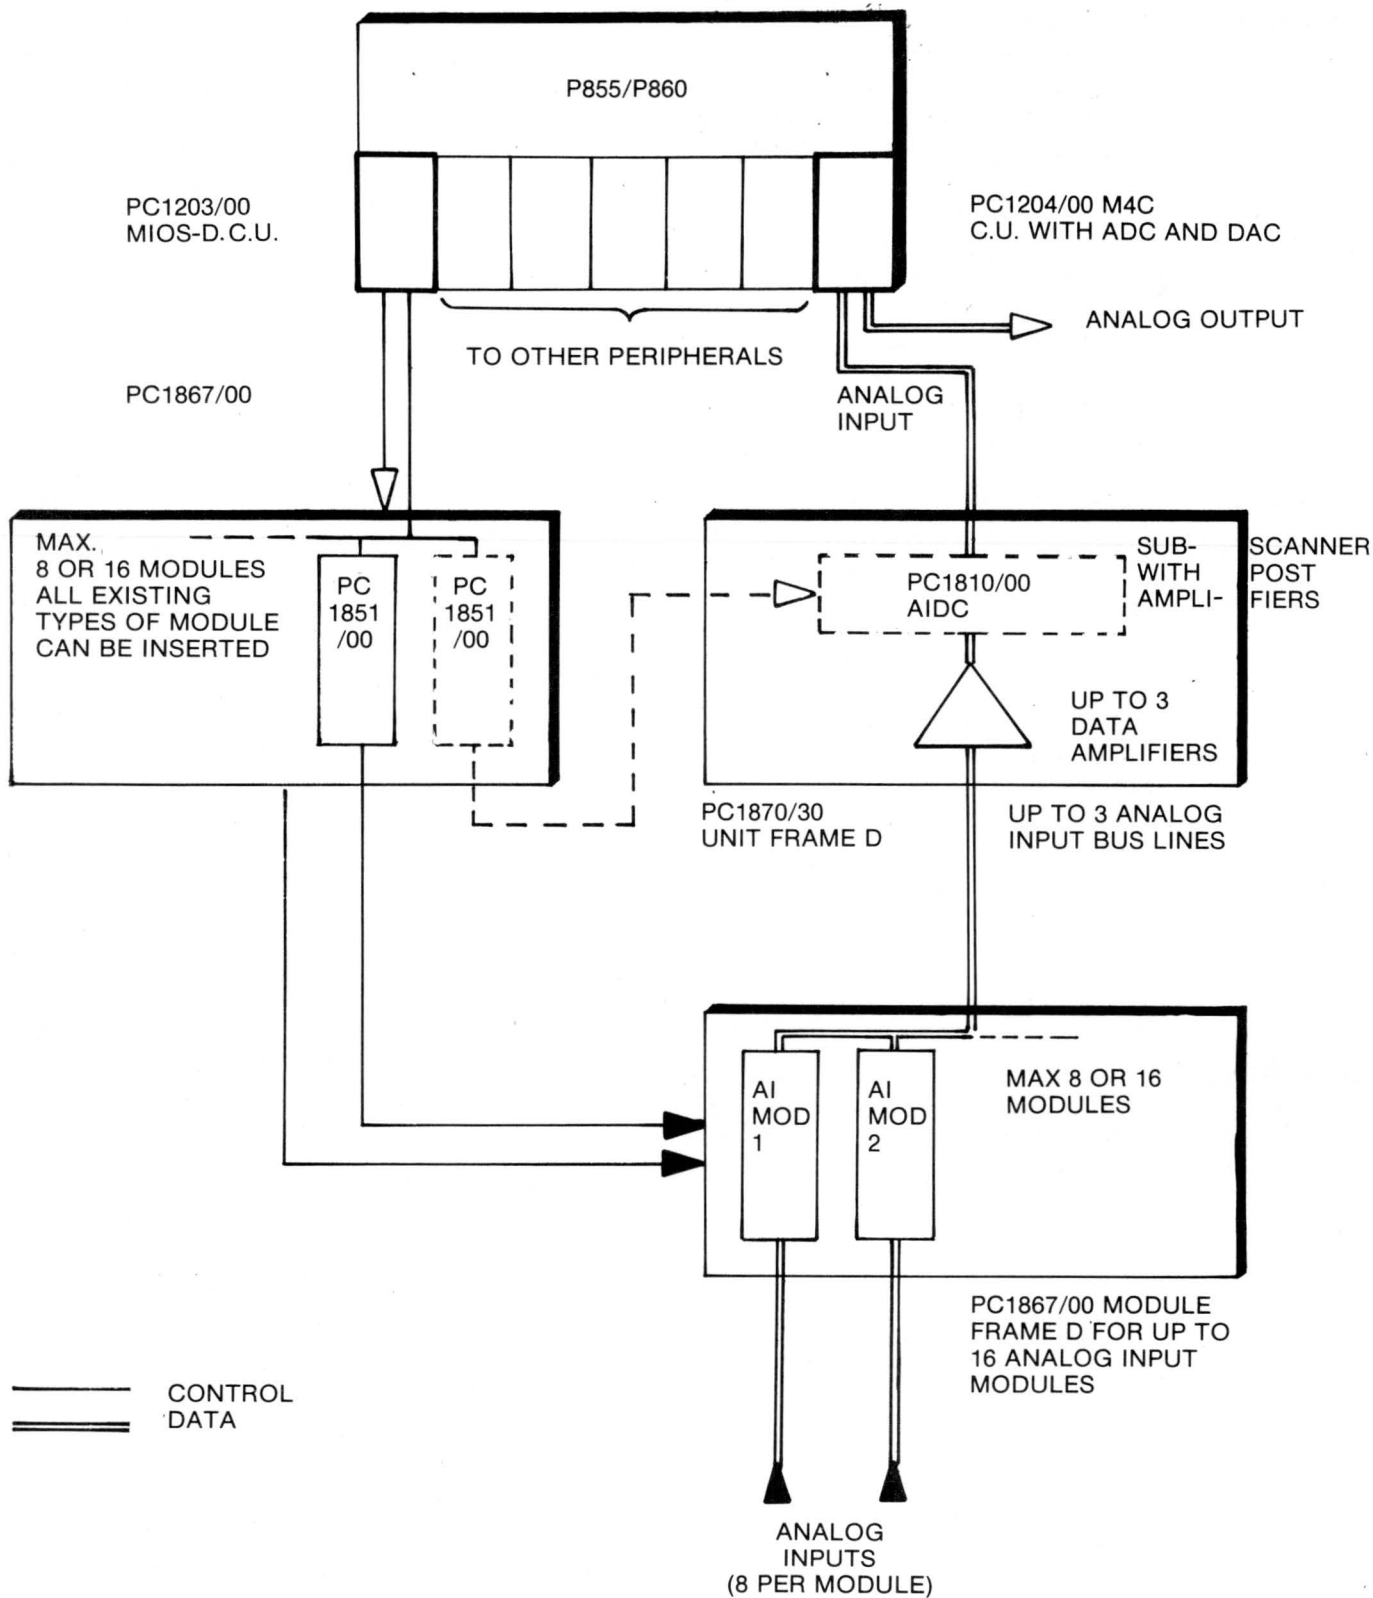 P855/P860
PC1203/00
MIOS-D.C.U.
PC1204/00 M4C
C.U. WITH ADC AND DAC
ANALOG OUTPUT
TO OTHER PERIPHERALS
PC1867/00
ANALOG
INPUT
MAX.
8 OR 16 MODULES
ALL EXISTING
TYPES OF MODULE
CAN BE INSERTED
PC
1851
/00
PC
1851
/00
PC1810/00
AIDC
SUB- SCANNER
WITH POST
AMPLI- FIERS
UP TO 3
DATA
AMPLIFIERS
PC1870/30
UNIT FRAME D
UP TO 3 ANALOG
INPUT BUS LINES
AI
MOD
1
AI
MOD
2
MAX 8 OR 16
MODULES
PC1867/00 MODULE
FRAME D FOR UP TO
16 ANALOG INPUT
MODULES
CONTROL
DATA
ANALOG
INPUTS
(8 PER MODULE)